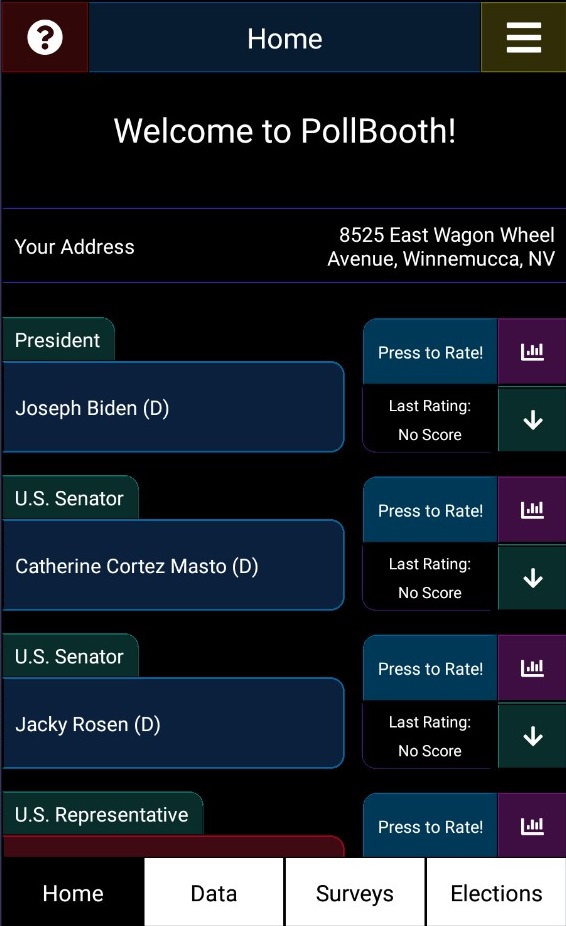 Home
Welcome to PollBooth!
Your Address
8525 East Wagon Wheel
Avenue, Winnemucca, NV
President
Press to Rate!
Joseph Biden (D)
Last Rating:
No Score
U.S. Senator
Press to Rate!
Catherine Cortez Masto (D)
Last Rating:
No Score
U.S. Senator
Press to Rate!
Jacky Rosen (D)
Last Rating:
No Score
U.S. Representative
Press to Rate!
Home
Data
Surveys
Elections